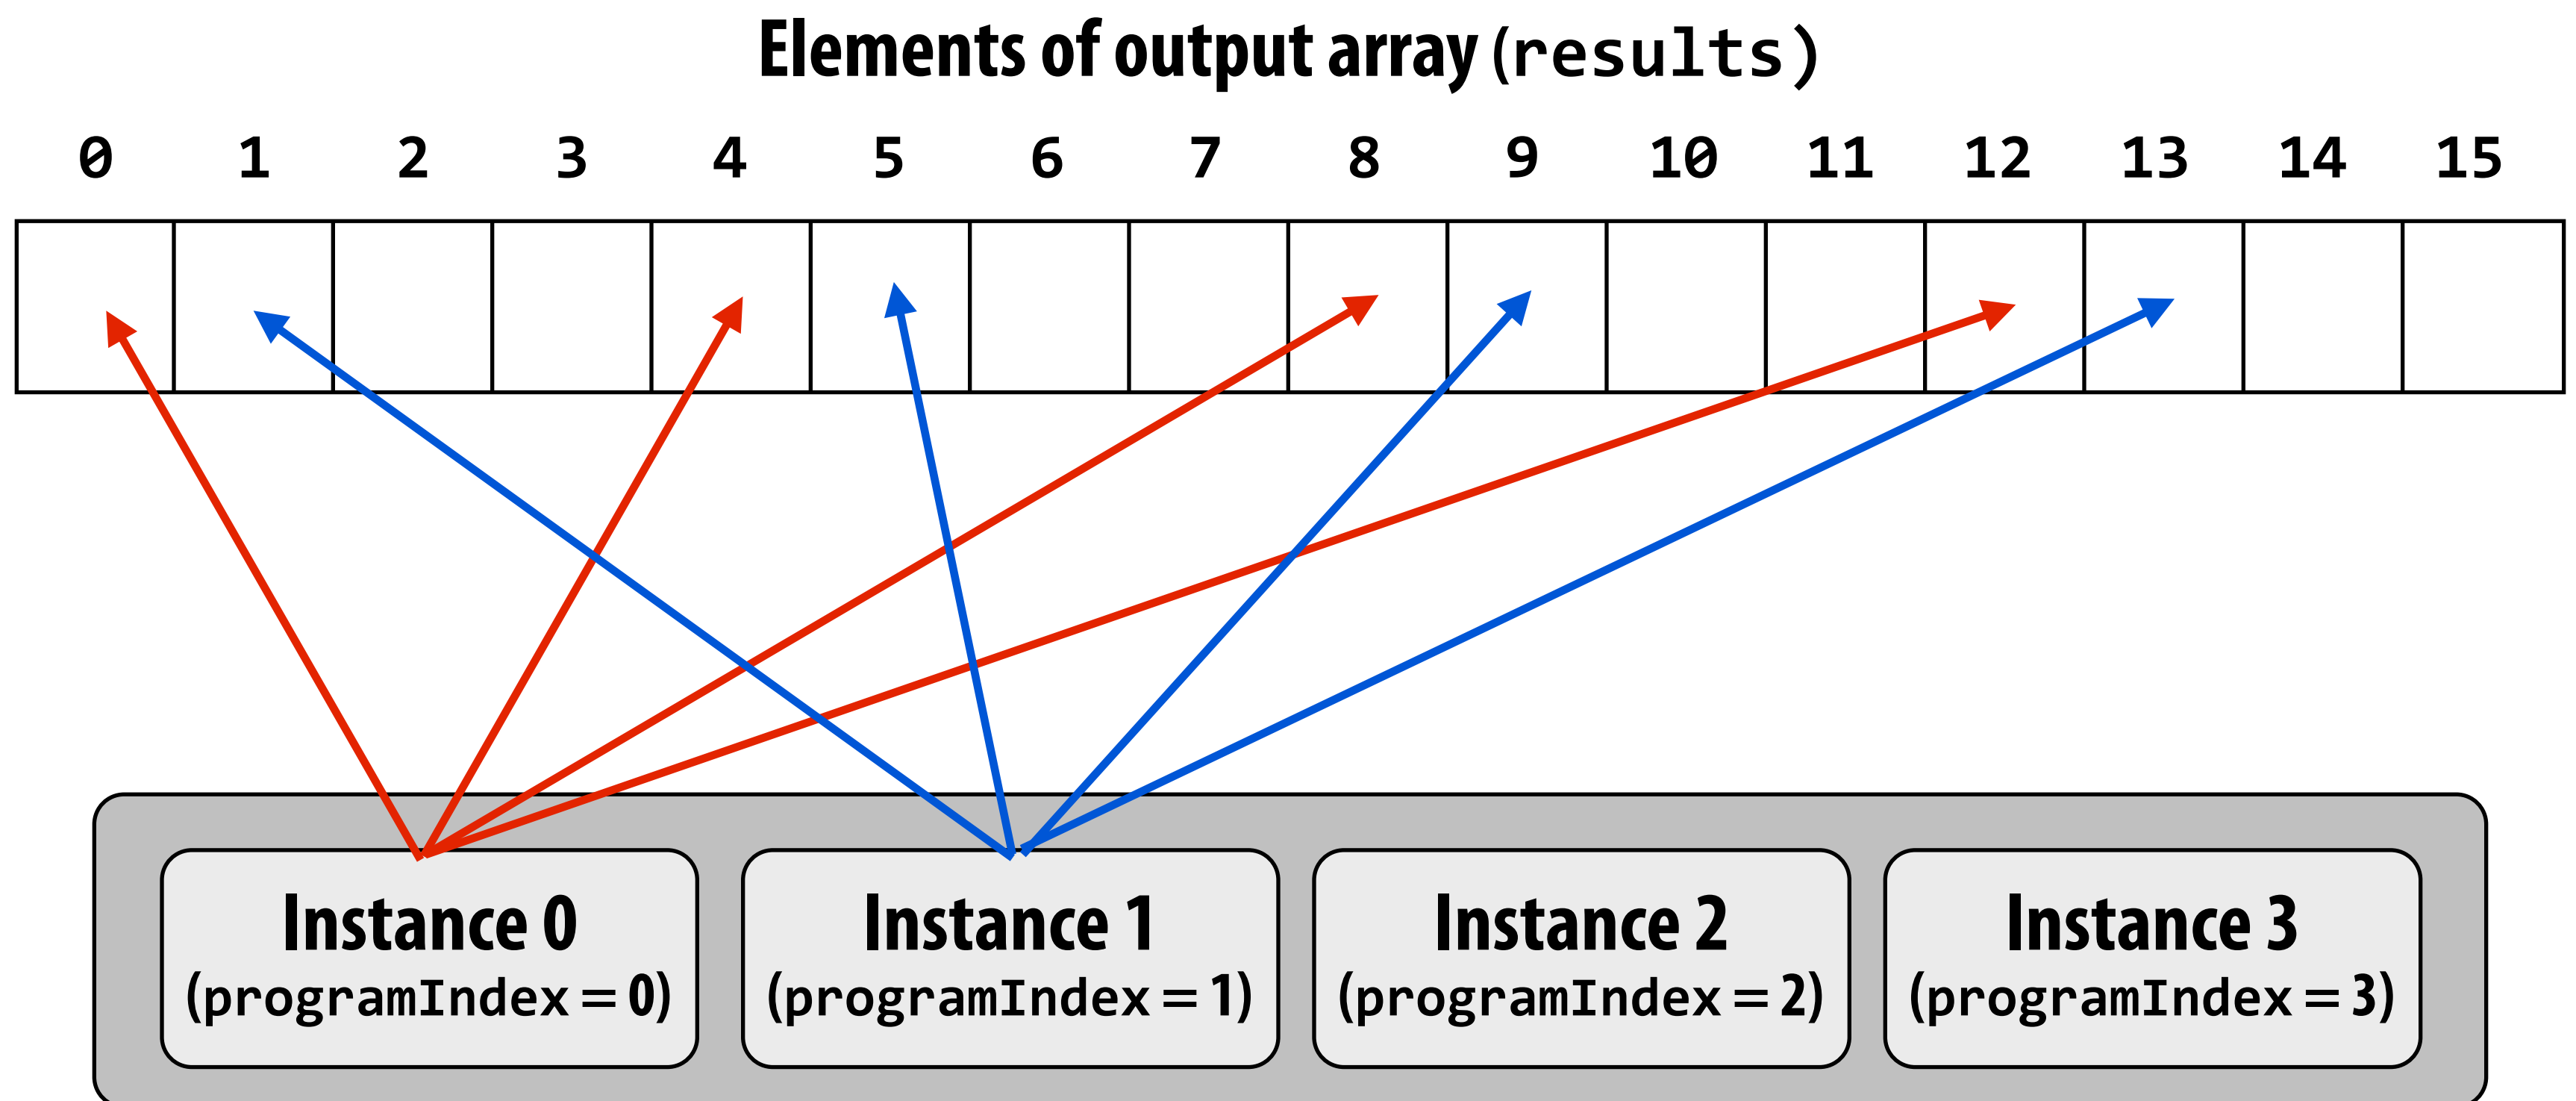 Elements of output array (results)
0 1 2 3 4 5 6 7 8 9 10 11 12 13 14 15
Instance 0 Instance 1 Instance 2 Instance 3
(programIndex = 0) (programIndex = 1) (programIndex = 2) (programIndex = 3)